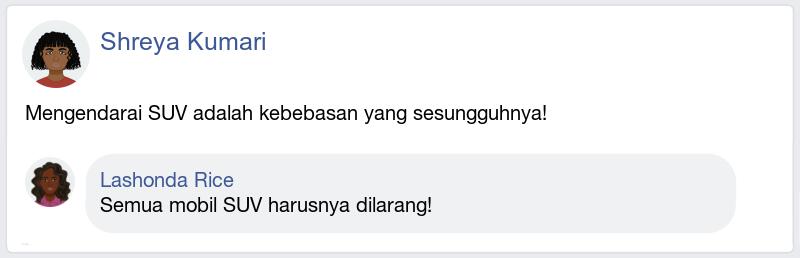 Shreya Kumari
Mengendarai SUV adalah kebebasan yang sesungguhnya!
Lashonda Rice
Semua mobil SUV harusnya dilarang!